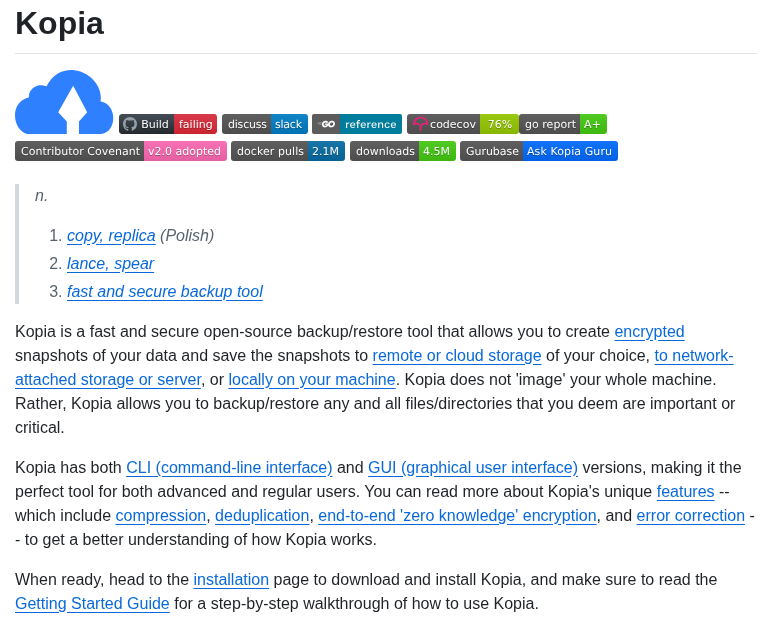 Kopia
Build failing discuss slack GO reference codecov 76% go report A+
Contributor Covenant v2.0 adopted docker pulls 2.1M downloads 4.5M Gurubase Ask Kopia Guru
n.
1. copy, replica (Polish)
2. lance, spear
3. fast and secure backup tool
Kopia is a fast and secure open-source backup/restore tool that allows you to create encrypted
snapshots of your data and save the snapshots to remote or cloud storage of your choice, to network-
attached storage or server, or locally on your machine. Kopia does not 'image' your whole machine.
Rather, Kopia allows you to backup/restore any and all files/directories that you deem are important or
critical.
Kopia has both CLI (command-line interface) and GUI (graphical user interface) versions, making it the
perfect tool for both advanced and regular users. You can read more about Kopia's unique features --
which include compression, deduplication, end-to-end 'zero knowledge' encryption, and error correction -
- to get a better understanding of how Kopia works.
When ready, head to the installation page to download and install Kopia, and make sure to read the
Getting Started Guide for a step-by-step walkthrough of how to use Kopia.